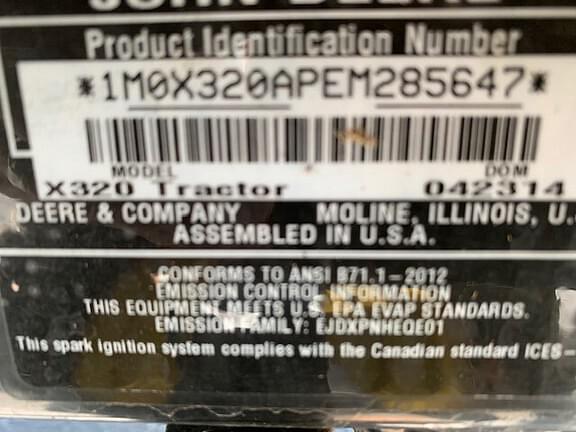 JOHN DEERE
Product Identification Number
*1M0X320APEM285647*
MODEL DOM
X320 Tractor 042314
DEERE & COMPANY MOLINE, ILLINOIS, U.
ASSEMBLED IN U.S.A.
CONFORMS TO ANSI B71.1-2012
EMISSION CONTROL INFORMATION
THIS EQUIPMENT MEETS U.S. EPA EVAP STANDARDS.
EMISSION FAMILY: EJDXPNHEQE01
This spark ignition system complies with the Canadian standard ICES-